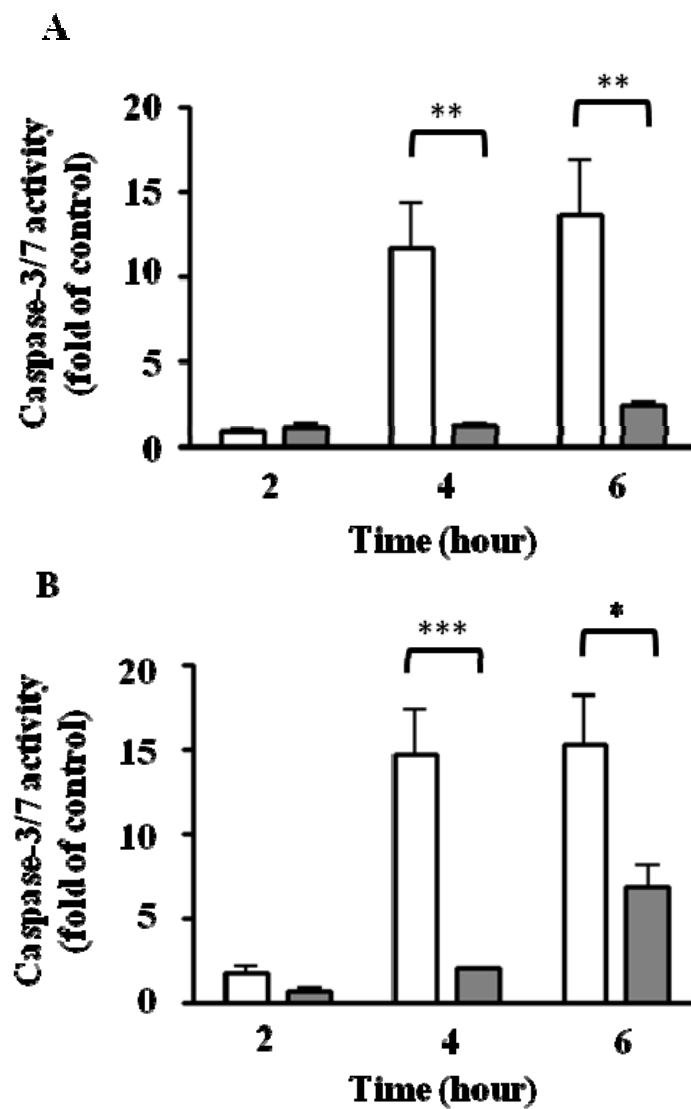 A
Caspase-3/7 activity
(fold of control)
20
15
10
5
0
**
**
2
4
6
Time (hour)
B
Caspase-3/7 activity
(fold of control)
20
15
10
5
0
***
*
2
4
6
Time (hour)